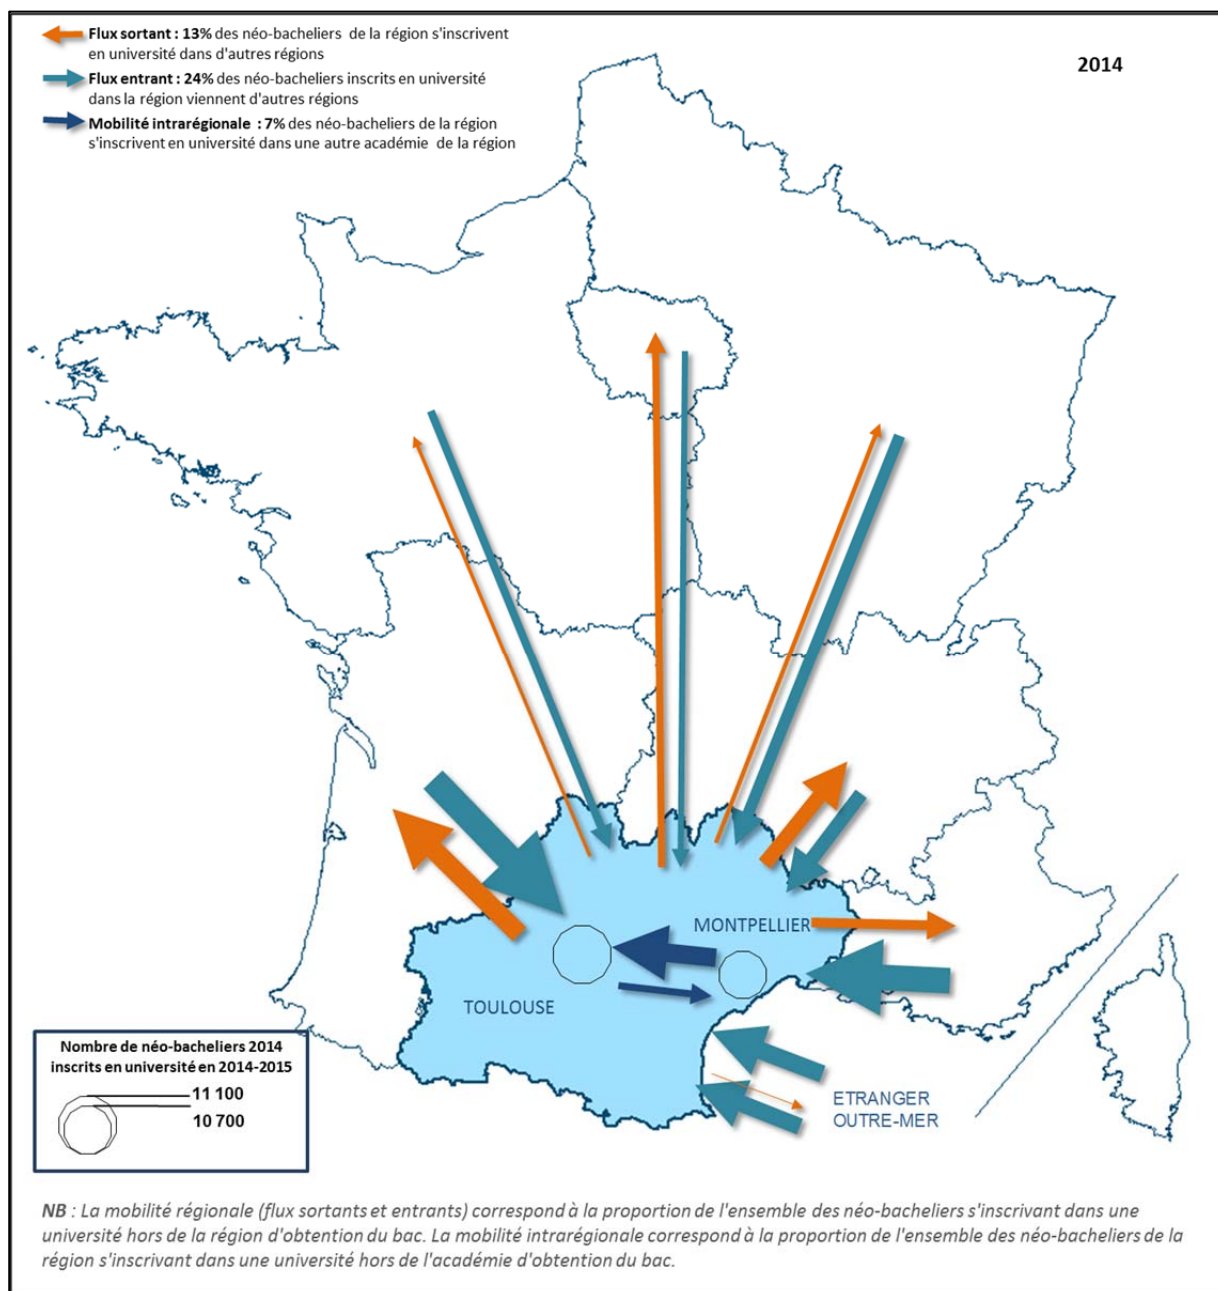 Flux sortant : 13% des néo-bacheliers de la région s'inscrivent
en université dans d'autres régions
Flux entrant : 24% des néo-bacheliers inscrits en université
dans la région viennent d'autres régions
Mobilité intrarégionale : 7% des néo-bacheliers de la région
s'inscrivent en université dans une autre académie de la région
2014
MONTPELLIER
TOULOUSE
ETRANGER
OUTRE-MER
Nombre de néo-bacheliers 2014
inscrits en université en 2014-2015
11 100
10 700
NB : La mobilité régionale (flux sortants et entrants) correspond à la proportion de l'ensemble des néo-bacheliers s'inscrivant dans une
université hors de la région d'obtention du bac. La mobilité intrarégionale correspond à la proportion de l'ensemble des néo-bacheliers de la
région s'inscrivant dans une université hors de l'académie d'obtention du bac.